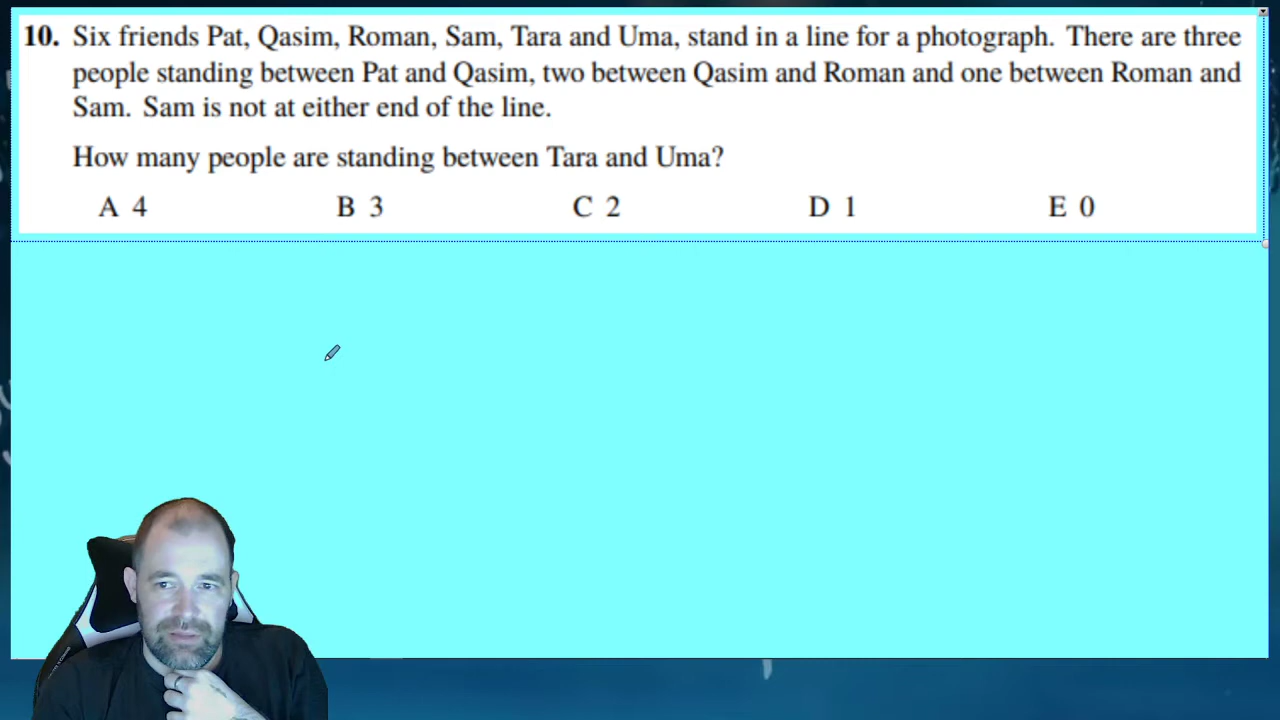 10. Six friends Pat, Qasim, Roman, Sam, Tara and Uma, stand in a line for a photograph. There are three
people standing between Pat and Qasim, two between Qasim and Roman and one between Roman and
Sam. Sam is not at either end of the line.
How many people are standing between Tara and Uma?
A 4 B 3 C 2 D 1 E 0